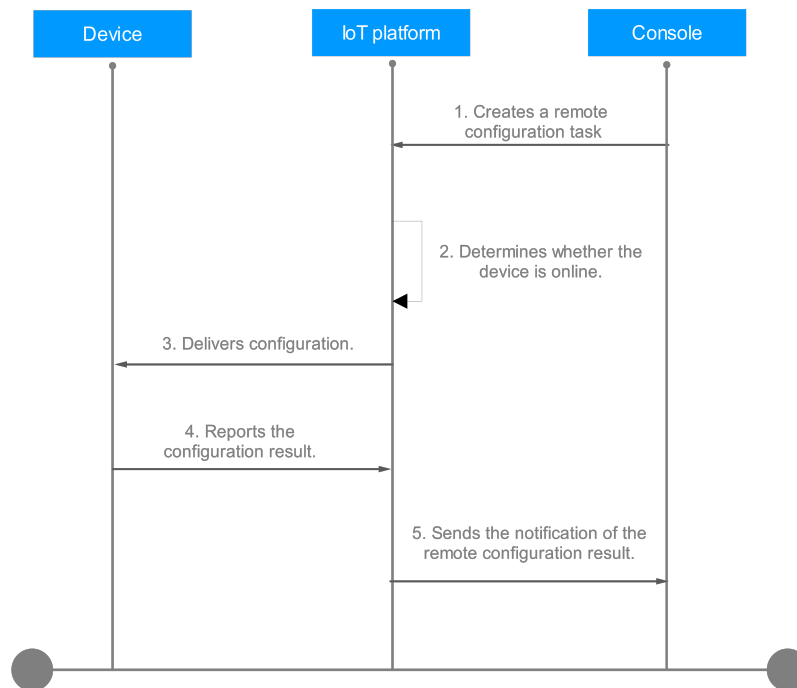 Device
IoT platform
Console
1. Creates a remote
configuration task
2. Determines whether the
device is online.
3. Delivers configuration.
4. Reports the
configuration result.
5. Sends the notification of the
remote configuration result.